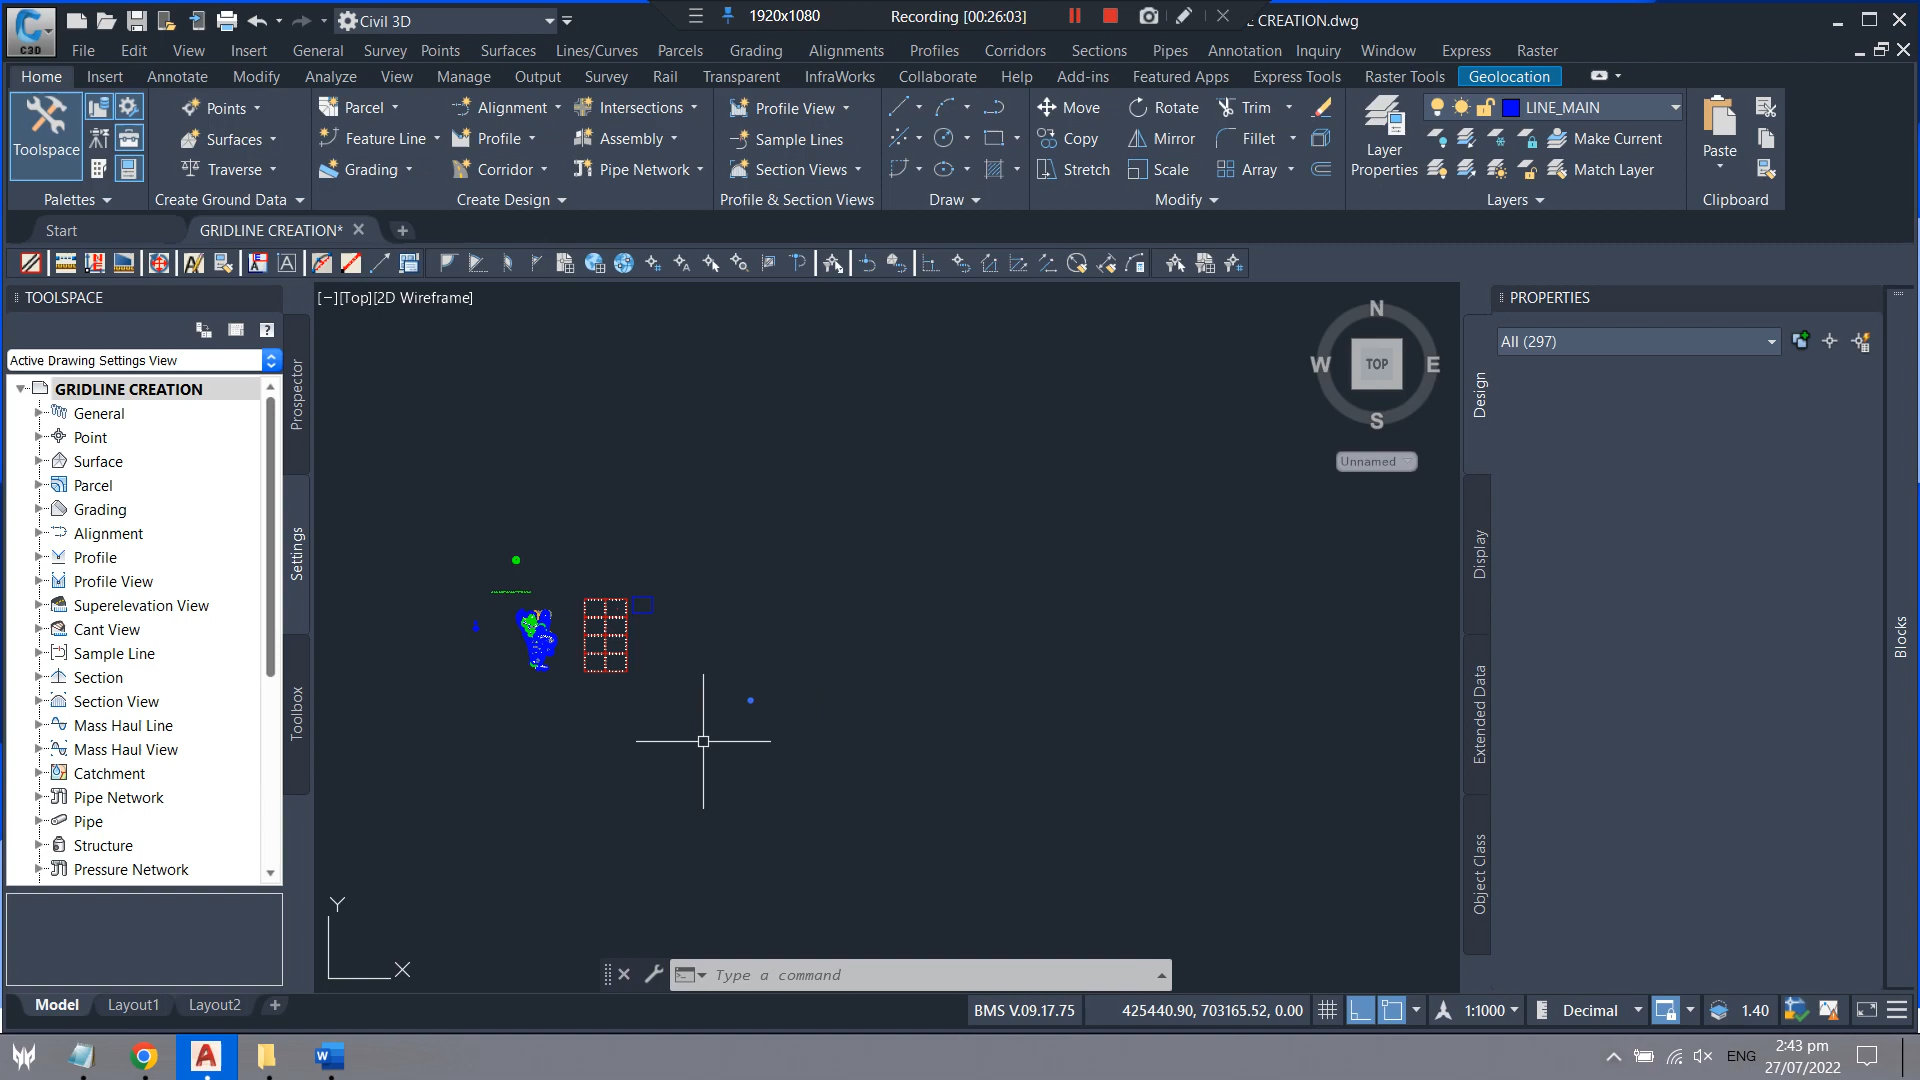 C3D
Civil 3D
1920x1080
Recording [00:26:03]
E CREATION.dwg
File Edit View Insert General Survey Points Surfaces Lines/Curves Parcels Grading Alignments Profiles Corridors Sections Pipes Annotation Inquiry Window Express Raster
Home Insert Annotate Modify Analyze View Manage Output Survey Rail Transparent InfraWorks Collaborate Help Add-ins Featured Apps Express Tools Raster Tools Geolocation
Points Parcel Alignment Intersections Profile View Move Rotate Trim LINE_MAIN
Toolspace Surfaces Feature Line Profile Assembly Sample Lines Copy Mirror Fillet Layer Properties Make Current Paste
Traverse Grading Corridor Pipe Network Section Views Stretch Scale Array Match Layer
Palettes Create Ground Data Create Design Profile & Section Views Draw Modify Layers Clipboard
Start GRIDLINE CREATION*
TOOLSPACE
[−][Top][2D Wireframe]
PROPERTIES
Active Drawing Settings View
All (297)
GRIDLINE CREATION
General
Point
Surface
Parcel
Grading
Alignment
Profile
Profile View
Superelevation View
Cant View
Sample Line
Section
Section View
Mass Haul Line
Mass Haul View
Catchment
Pipe Network
Pipe
Structure
Pressure Network
Prospector
Settings
Toolbox
N
W TOP E
S
Unnamed
Design
Display
Extended Data
Object Class
Blocks
Y
X
Type a command
Model Layout1 Layout2
BMS V.09.17.75 425440.90, 703165.52, 0.00 1:1000 Decimal 1.40
ENG 2:43 pm
27/07/2022